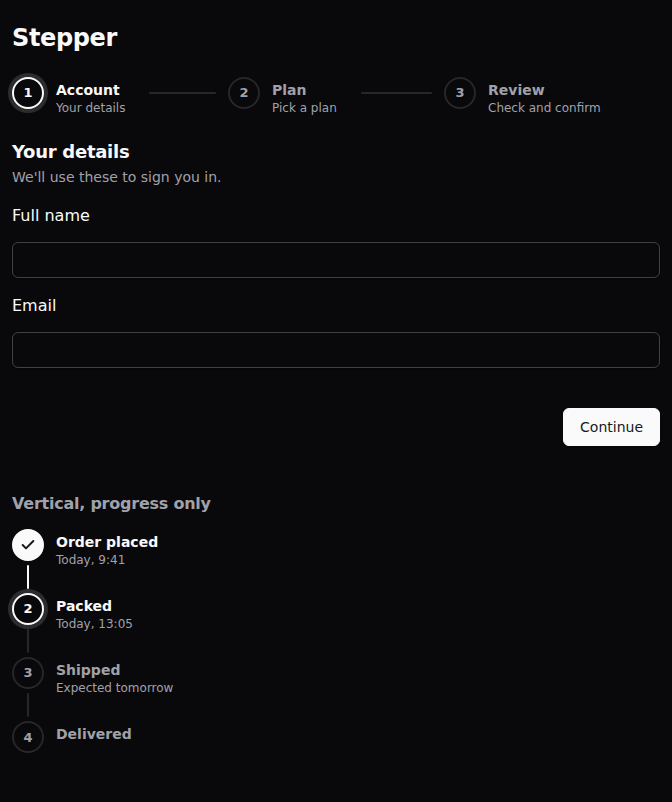 Stepper
1 Account Your details
2 Plan Pick a plan
3 Review Check and confirm
Your details
We'll use these to sign you in.
Full name
Email
Continue
Vertical, progress only
Order placed
Today, 9:41
2 Packed
Today, 13:05
3 Shipped
Expected tomorrow
4 Delivered